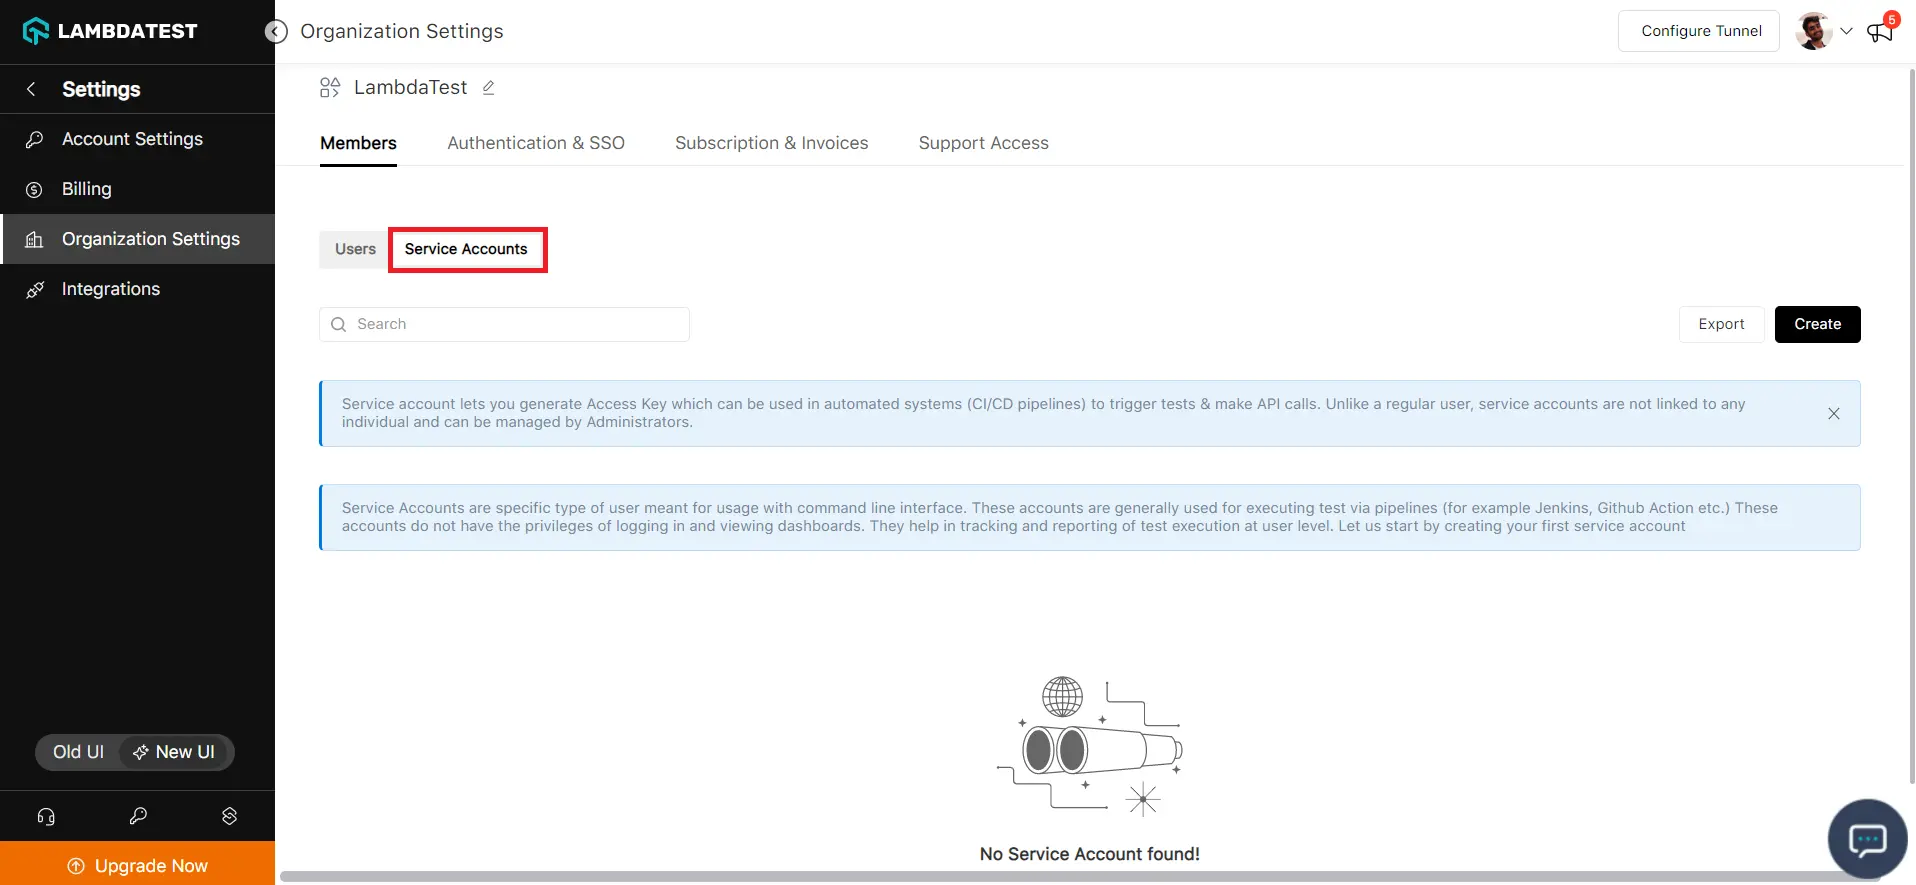 LAMBDATEST
Organization Settings
Configure Tunnel
5
Settings
Account Settings
Billing
Organization Settings
Integrations
LambdaTest
Members
Authentication & SSO
Subscription & Invoices
Support Access
Users
Service Accounts
Search
Export
Create
Service account lets you generate Access Key which can be used in automated systems (CI/CD pipelines) to trigger tests & make API calls. Unlike a regular user, service accounts are not linked to any
individual and can be managed by Administrators.
Service Accounts are specific type of user meant for usage with command line interface. These accounts are generally used for executing test via pipelines (for example Jenkins, Github Action etc.) These
accounts do not have the privileges of logging in and viewing dashboards. They help in tracking and reporting of test execution at user level. Let us start by creating your first service account
No Service Account found!
Old UI
New UI
Upgrade Now